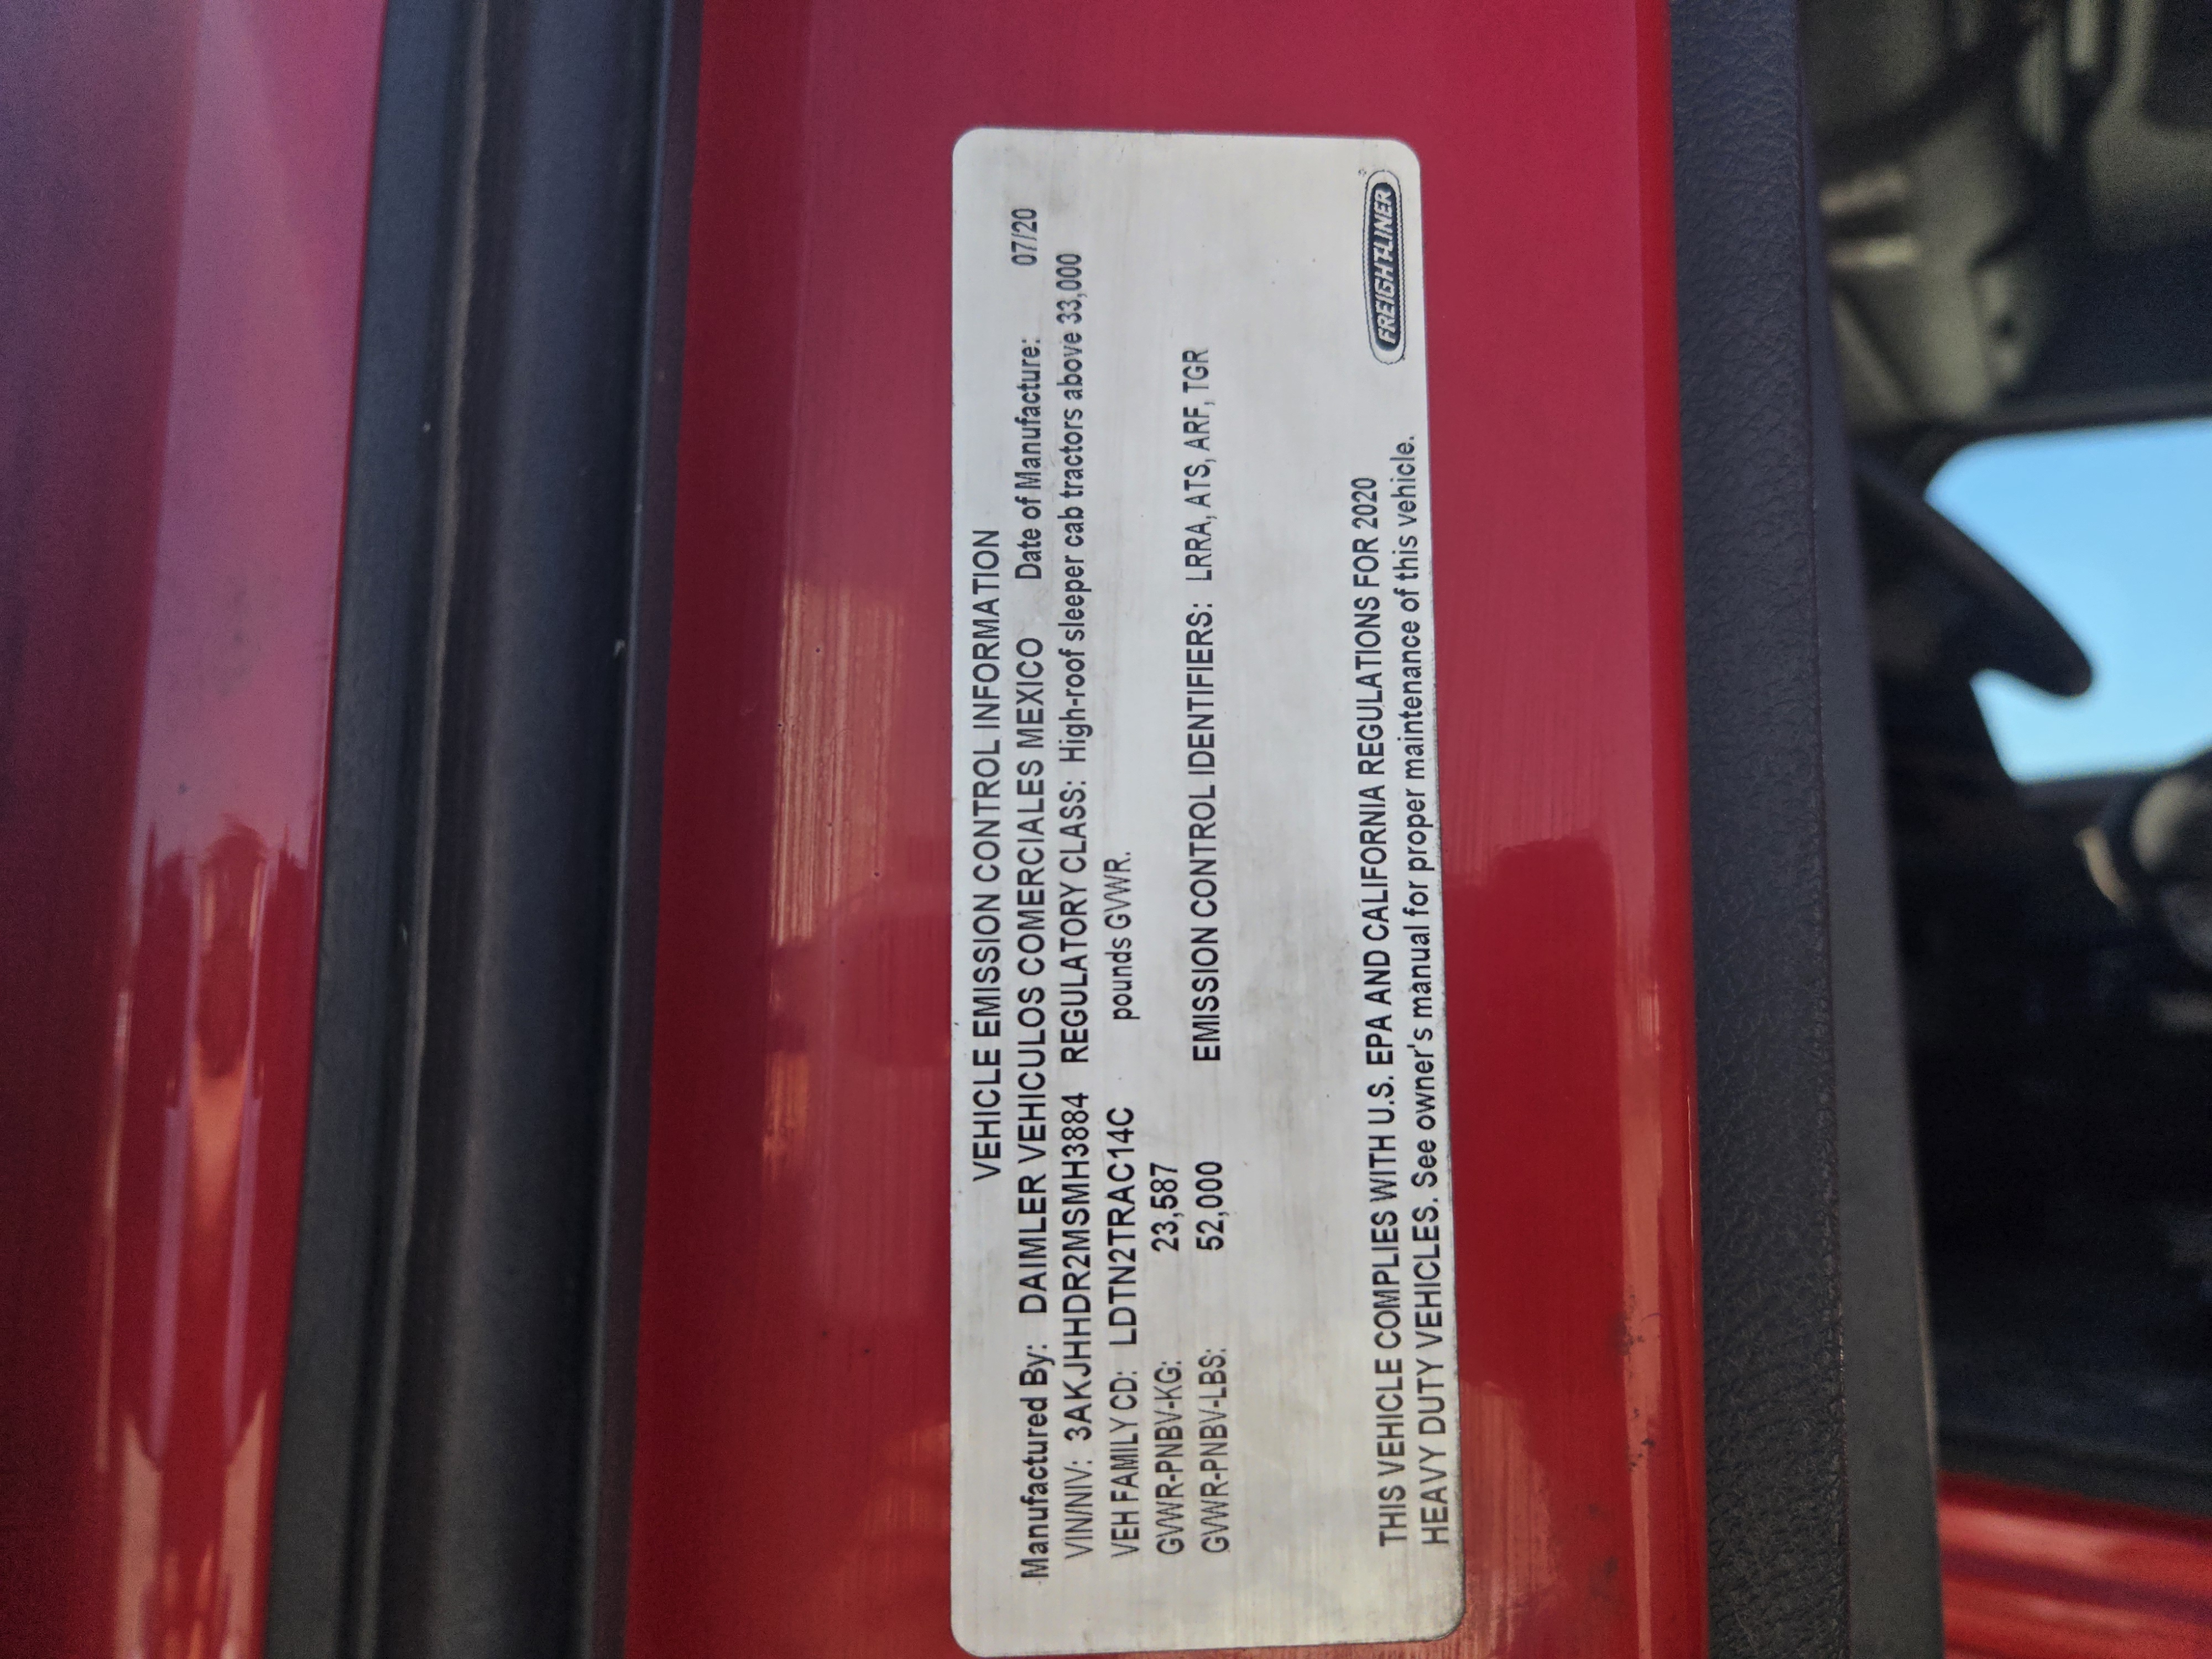 VEHICLE EMISSION CONTROL INFORMATION
Manufactured By: DAIMLER VEHICULOS COMERCIALES MEXICO Date of Manufacture: 07/20
VIN/NIV: 3AKJHHDR2MSMH3884 REGULATORY CLASS: High-roof sleeper cab tractors above 33,000
VEH FAMILY CD: LDTN2TRAC14C pounds GVWR.
GVWR-PNBV-KG: 23,587
GVWR-PNBV-LBS: 52,000 EMISSION CONTROL IDENTIFIERS: LRRA, ATS, ARF, TGR
THIS VEHICLE COMPLIES WITH U.S. EPA AND CALIFORNIA REGULATIONS FOR 2020
HEAVY DUTY VEHICLES. See owner's manual for proper maintenance of this vehicle.
FREIGHTLINER